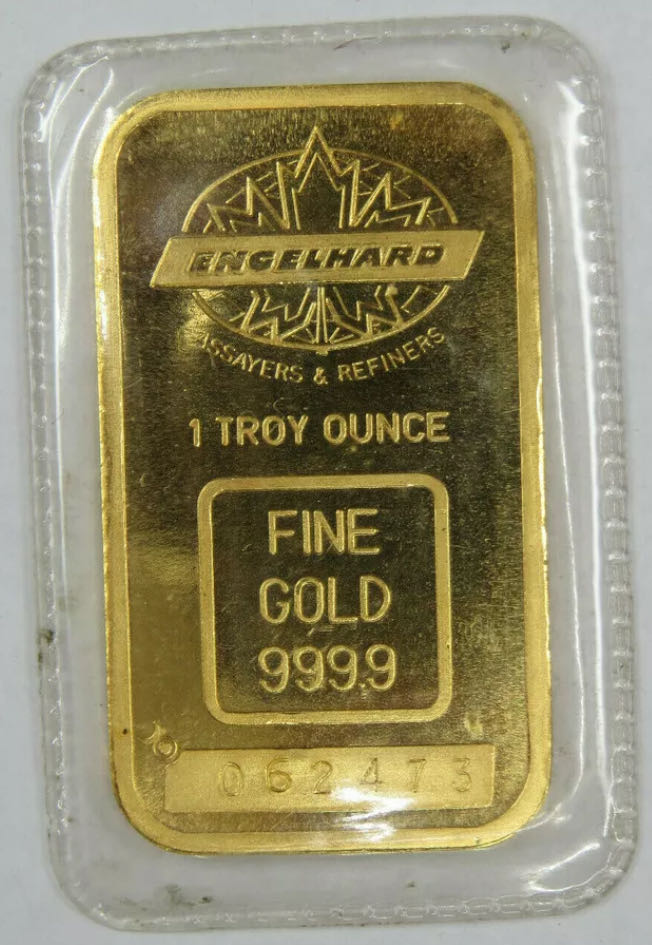 ENGELHARD
ASSAYERS & REFINERS
1 TROY OUNCE
FINE
GOLD
999.9
062473